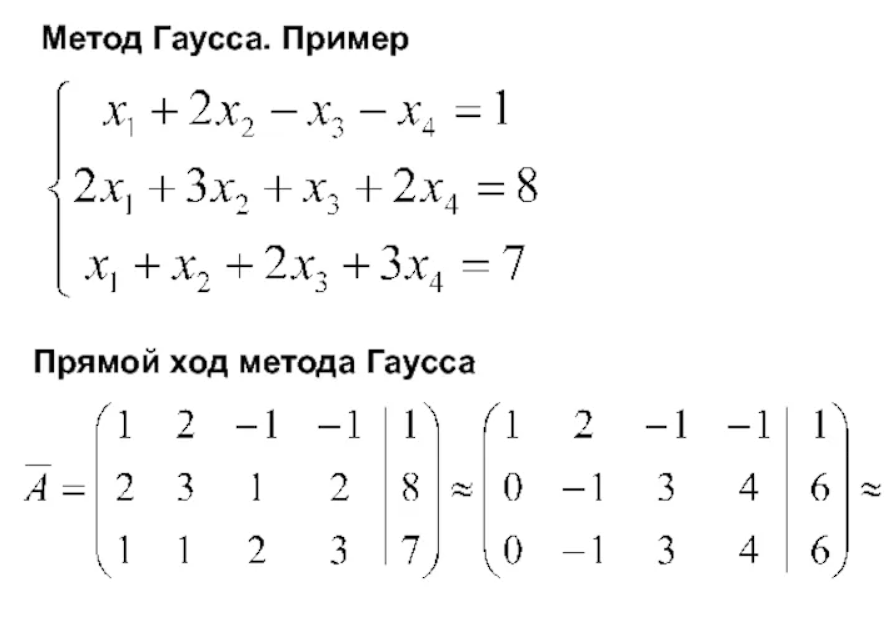 Метод Гаусса. Пример
x₁ + 2x₂ − x₃ − x₄ = 1
2x₁ + 3x₂ + x₃ + 2x₄ = 8
x₁ + x₂ + 2x₃ + 3x₄ = 7
Прямой ход метода Гаусса
1 2 −1 −1 | 1 1 2 −1 −1 | 1
A̅ = 2 3 1 2 | 8 ≈ 0 −1 3 4 | 6 ≈
1 1 2 3 | 7 0 −1 3 4 | 6